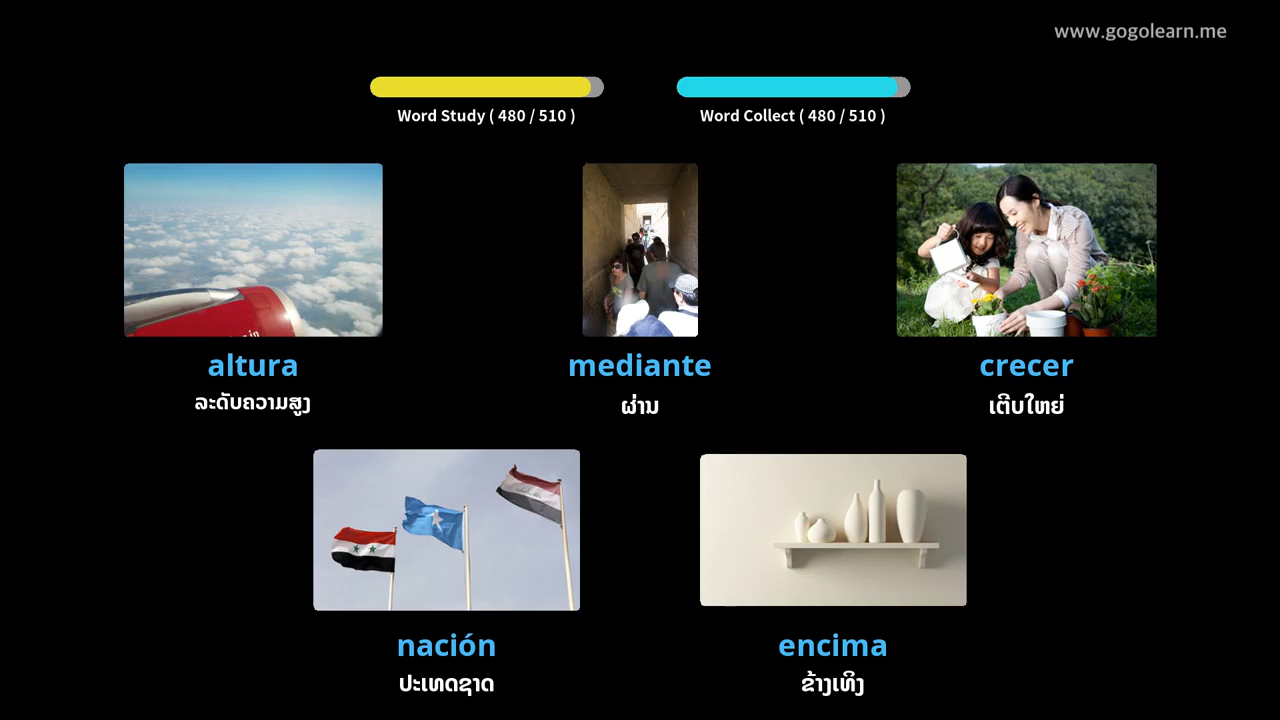 www.gogolearn.me
Word Study ( 480 / 510 )
Word Collect ( 480 / 510 )
altura
mediante
crecer
ລະດັບຄວາມສູງ
ຜ່ານ
ເຕີບໃຫຍ່
nación
encima
ປະເທດຊາດ
ຂ້າງເທິງ